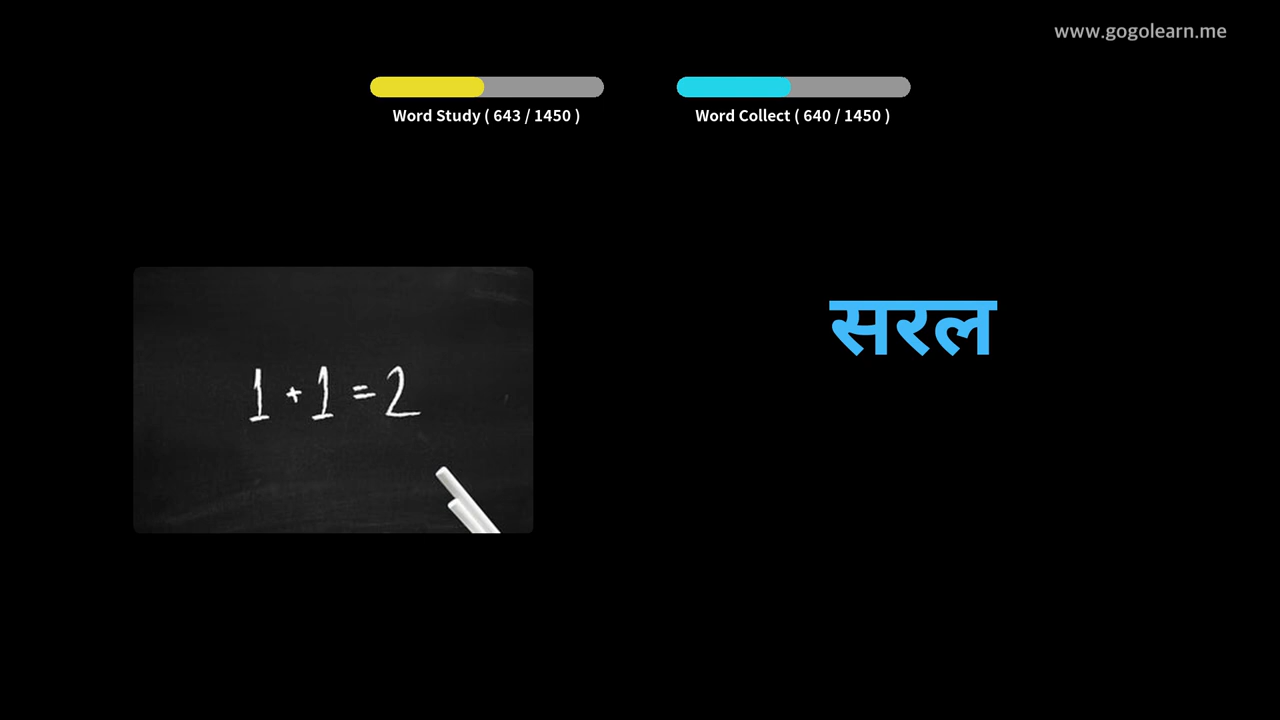 www.gogolearn.me
Word Study ( 643 / 1450 )
Word Collect ( 640 / 1450 )
सरल
1 + 1 = 2